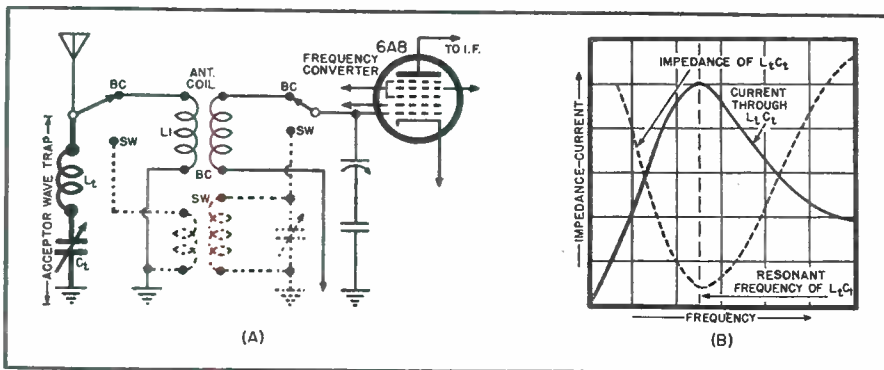 ACCEPTOR WAVE TRAP
Lt
Ct
BC
SW
ANT.
COIL
L1
BC
SW
BC
SW
FREQUENCY
CONVERTER
6A8
TO I.F.
(A)
IMPEDANCE-CURRENT
IMPEDANCE OF LtCt
CURRENT
THROUGH
LtCt
RESONANT
FREQUENCY OF LtCt
FREQUENCY
(B)